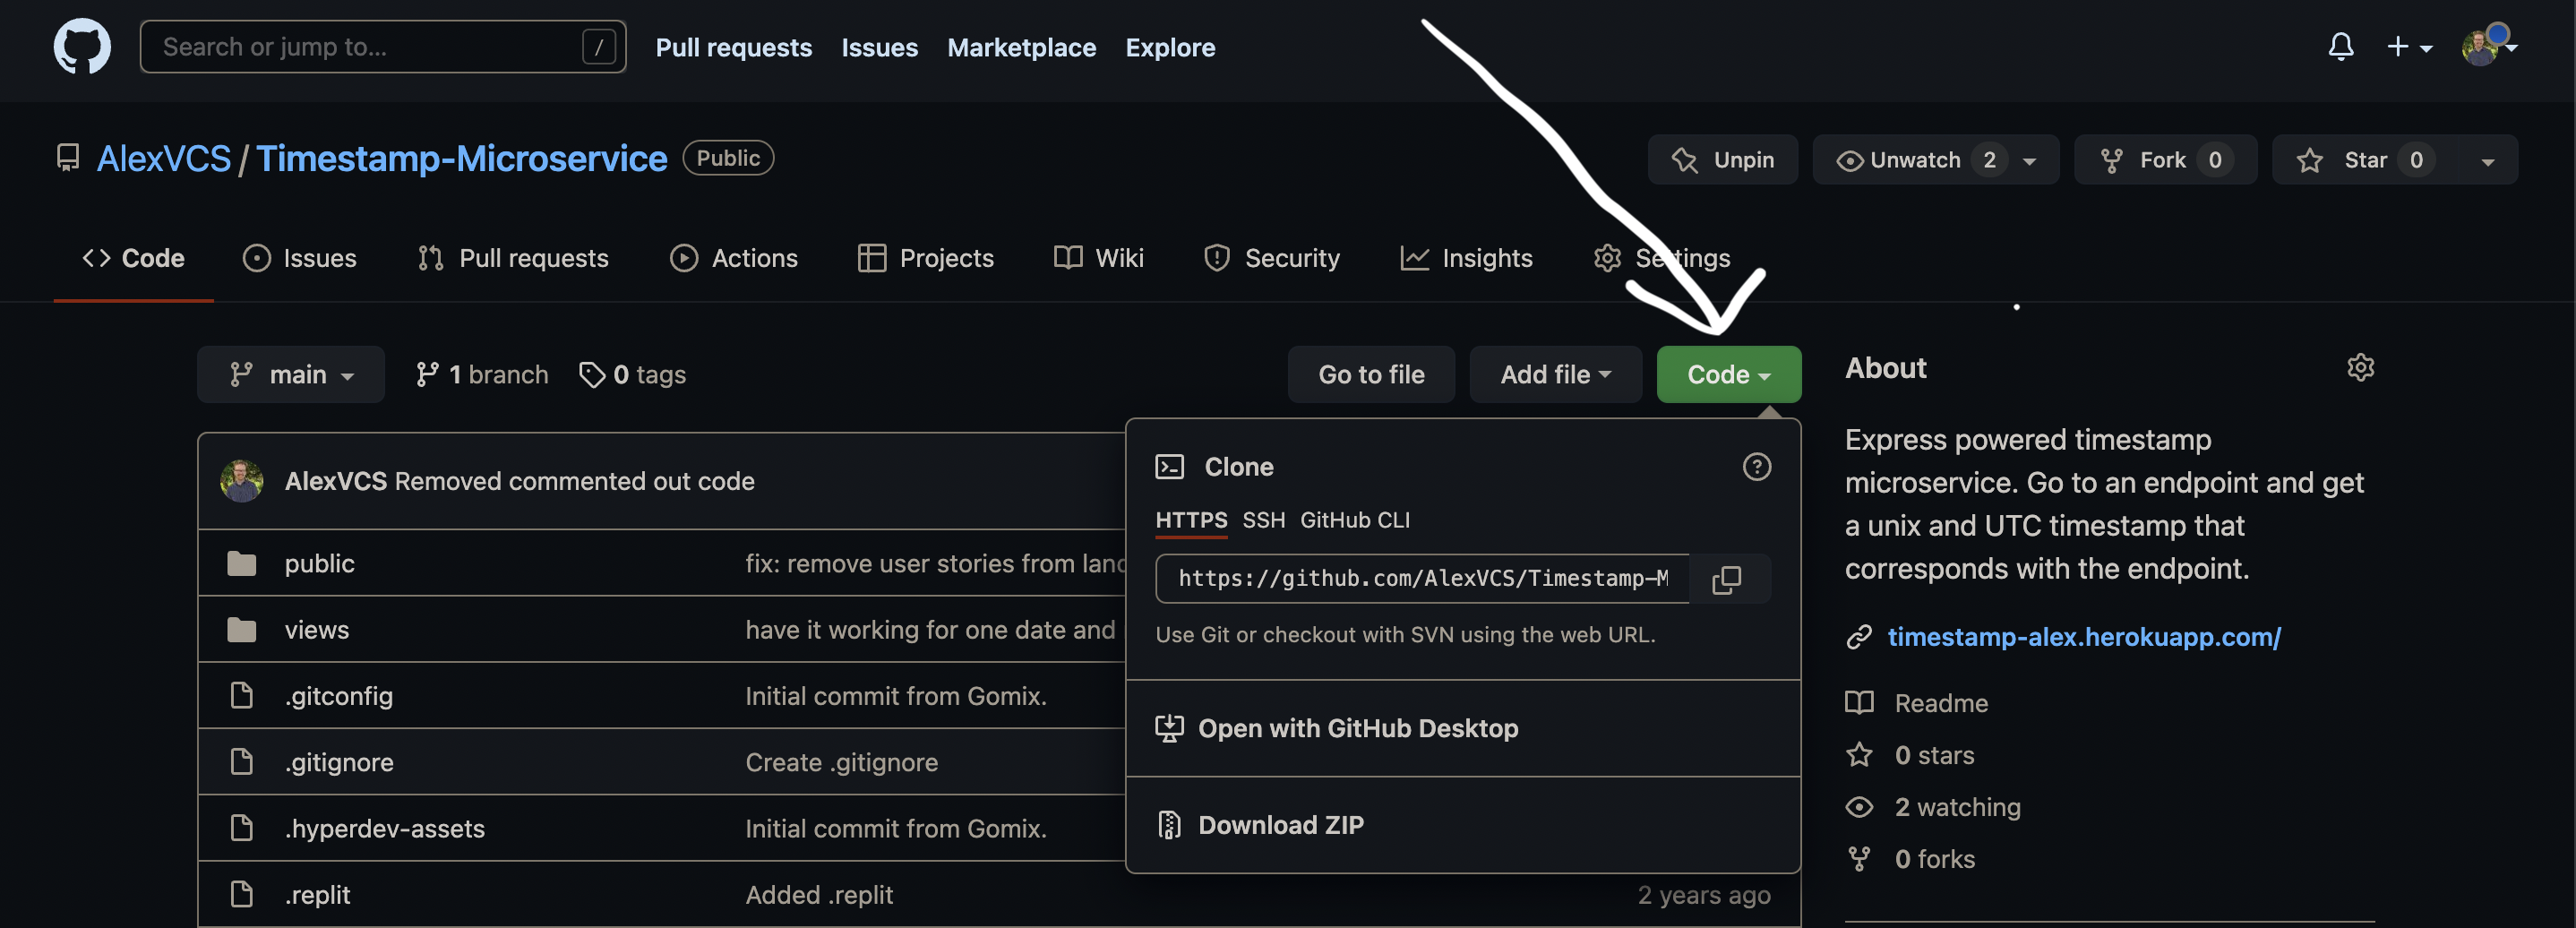 Search or jump to... /
Pull requests Issues Marketplace Explore
AlexVCS / Timestamp-Microservice Public
Unpin Unwatch 2 Fork 0 Star 0
Code Issues Pull requests Actions Projects Wiki Security Insights Settings
main 1 branch 0 tags
Go to file Add file Code
AlexVCS Removed commented out code
public fix: remove user stories from lan
views have it working for one date and
.gitconfig Initial commit from Gomix.
.gitignore Create .gitignore
.hyperdev-assets Initial commit from Gomix.
.replit Added .replit 2 years ago
Clone
HTTPS SSH GitHub CLI
https://github.com/AlexVCS/Timestamp-M
Use Git or checkout with SVN using the web URL.
Open with GitHub Desktop
Download ZIP
About
Express powered timestamp
microservice. Go to an endpoint and get
a unix and UTC timestamp that
corresponds with the endpoint.
timestamp-alex.herokuapp.com/
Readme
0 stars
2 watching
0 forks